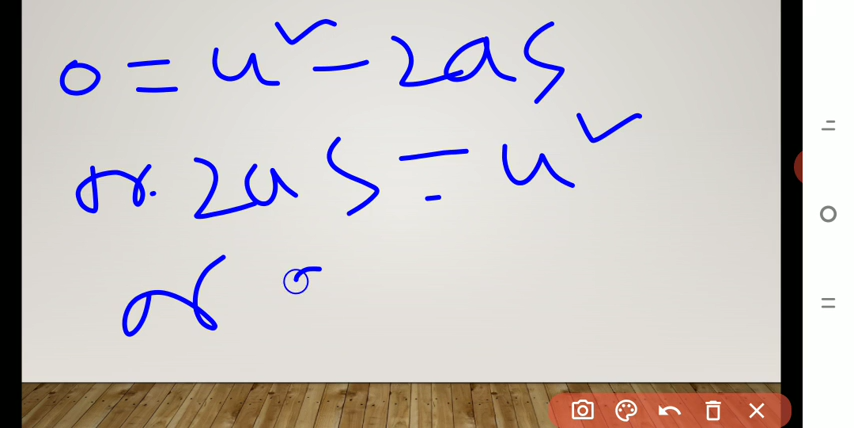 0 = u² - 2as
or. 2as = u²
or